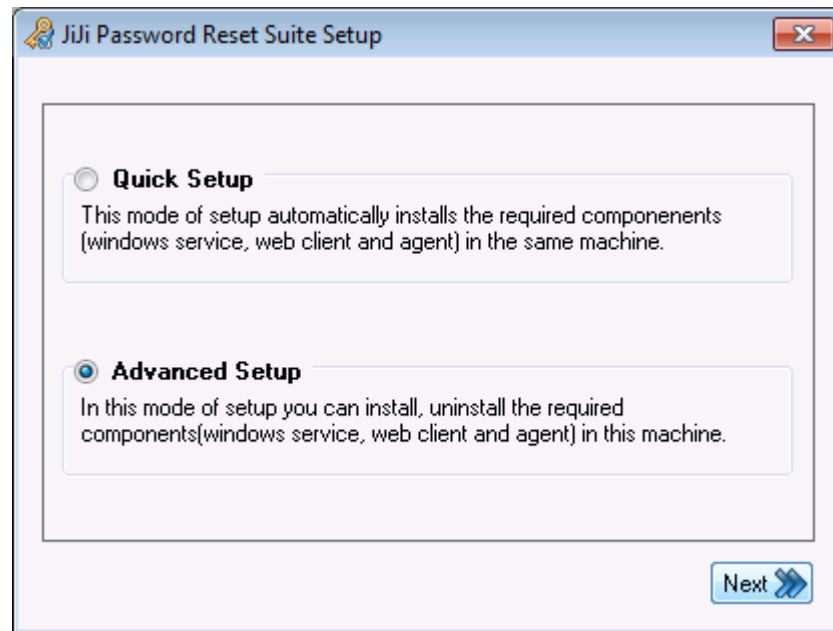 JiJi Password Reset Suite Setup
Quick Setup
This mode of setup automatically installs the required componenents
(windows service, web client and agent) in the same machine.
Advanced Setup
In this mode of setup you can install, uninstall the required
components(windows service, web client and agent) in this machine.
Next